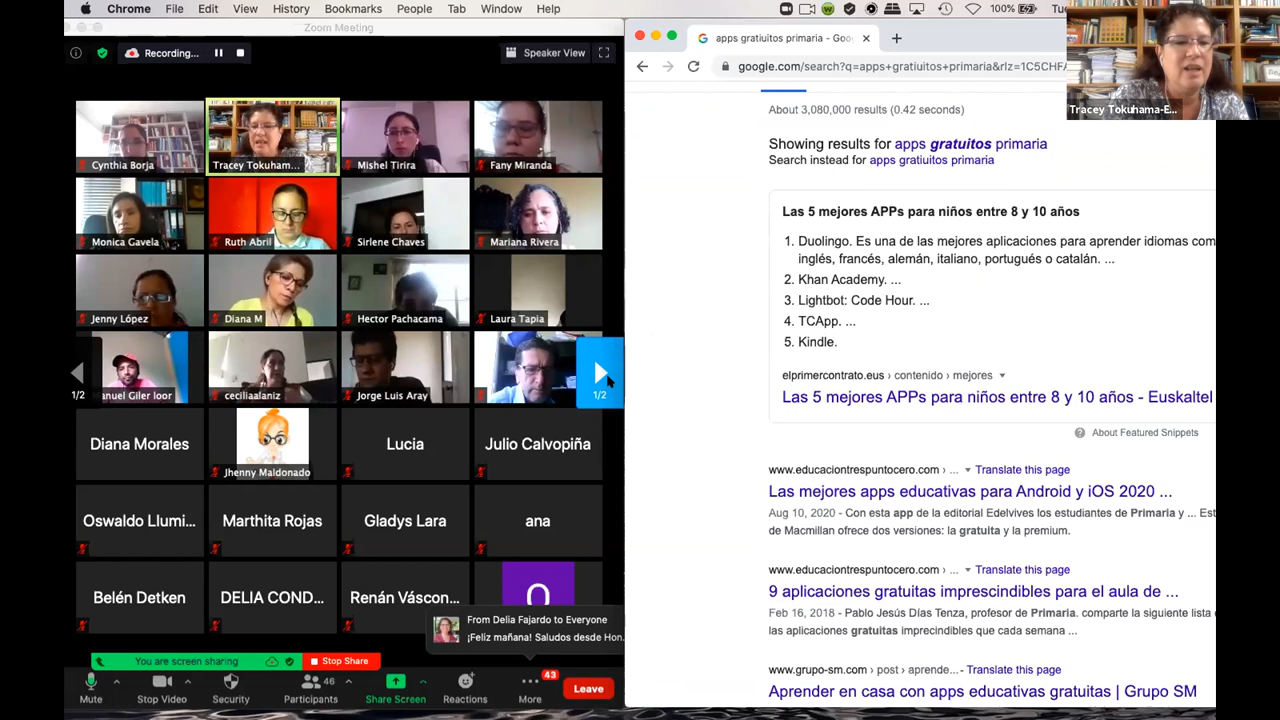 Chrome File Edit View History Bookmarks People Tab Window Help
100%
Zoom Meeting
Recording...
Speaker View
Cynthia Borja
Tracey Tokuham...
Mishel Tirira
Fany Miranda
Monica Gavela
Ruth Abril
Sirlene Chaves
Mariana Rivera
Jenny López
Diana M
Hector Pachacama
Laura Tapia
1/2
anuel Giler loor
ceciliaalaniz
Jorge Luis Aray
1/2
Diana Morales
Jhenny Maldonado
Lucia
Julio Calvopiña
Oswaldo Llumi...
Marthita Rojas
Gladys Lara
ana
Belén Detken
DELIA COND...
Renán Váscon...
O
From Delia Fajardo to Everyone
¡Feliz mañana! Saludos desde Hon.
You are screen sharing
Stop Share
Mute
Stop Video
Security
46
Participants
Share Screen
Reactions
43
More
Leave
apps gratiuitos primaria - Goo
google.com/search?q=apps+gratiuitos+primaria&rlz=1C5CHFA
Tracey Tokuhama-E...
About 3,080,000 results (0.42 seconds)
Showing results for apps gratuitos primaria
Search instead for apps gratiuitos primaria
Las 5 mejores APPs para niños entre 8 y 10 años
1. Duolingo. Es una de las mejores aplicaciones para aprender idiomas com
inglés, francés, alemán, italiano, portugués o catalán. ...
2. Khan Academy. ...
3. Lightbot: Code Hour. ...
4. TCApp. ...
5. Kindle.
elprimercontrato.eus › contenido › mejores
Las 5 mejores APPs para niños entre 8 y 10 años - Euskaltel
About Featured Snippets
www.educaciontrespuntocero.com › ... Translate this page
Las mejores apps educativas para Android y iOS 2020 ...
Aug 10, 2020 - Con esta app de la editorial Edelvives los estudiantes de Primaria y ... Est
de Macmillan ofrece dos versiones: la gratuita y la premium.
www.educaciontrespuntocero.com › ... Translate this page
9 aplicaciones gratuitas imprescindibles para el aula de ...
Feb 16, 2018 - Pablo Jesús Días Tenza, profesor de Primaria. comparte la siguiente lista
las aplicaciones gratuitas imprescindibles que cada semana ...
www.grupo-sm.com › post › aprende... Translate this page
Aprender en casa con apps educativas gratuitas | Grupo SM